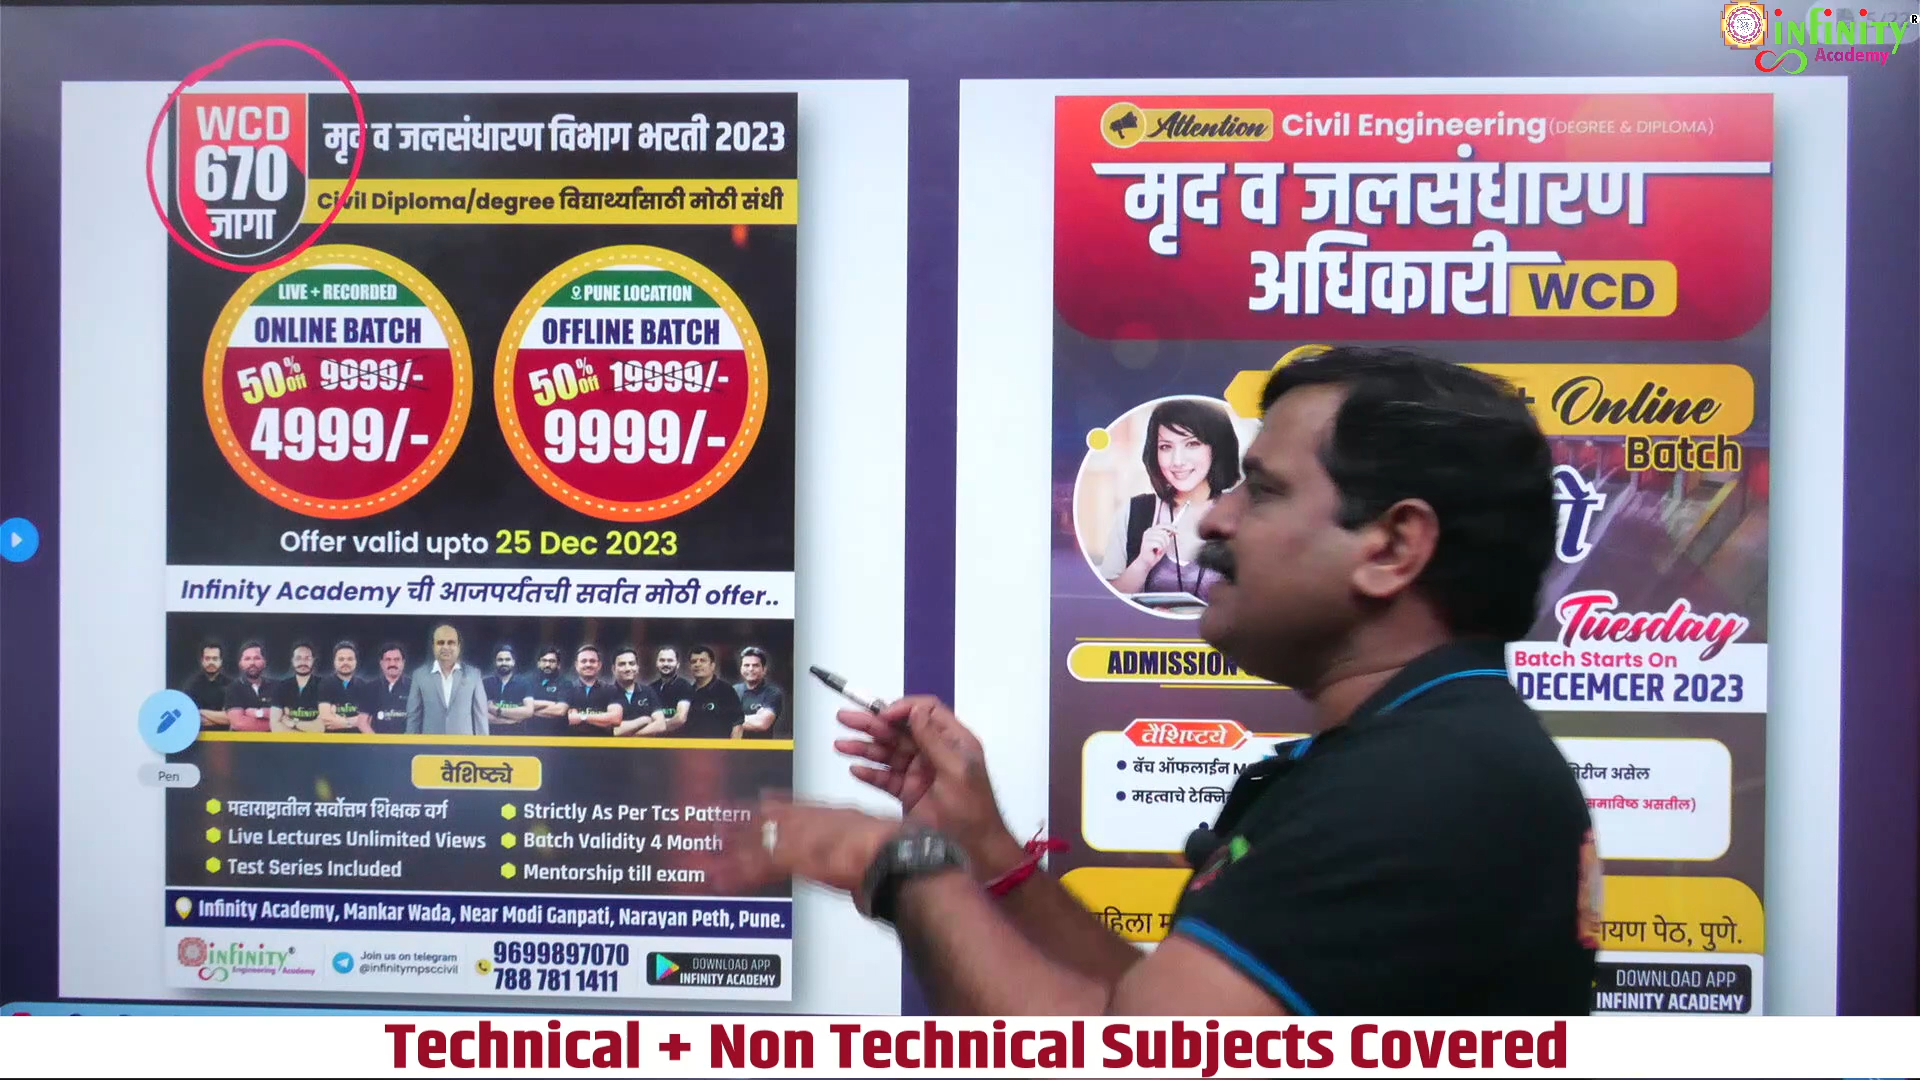 infinity
Academy
WCD
670
जागा
मृद व जलसंधारण विभाग भरती 2023
Civil Diploma/degree विद्यार्थ्यांसाठी मोठी संधी
LIVE + RECORDED
ONLINE BATCH
50% off 9999/-
4999/-
PUNE LOCATION
OFFLINE BATCH
50% off 19999/-
9999/-
Offer valid upto 25 Dec 2023
Infinity Academy ची आजपर्यंतची सर्वात मोठी offer..
Pen
वैशिष्ट्ये
महाराष्ट्रातील सर्वोत्तम शिक्षक वर्ग
Live Lectures Unlimited Views
Test Series Included
Strictly As Per Tcs Pattern
Batch Validity 4 Month
Mentorship till exam
Infinity Academy, Mankar Wada, Near Modi Ganpati, Narayan Peth, Pune.
infinity
Engineering Academy
Join us on telegram
@infinitympsccivil
9699897070
788 781 1411
DOWNLOAD APP
INFINITY ACADEMY
Attention Civil Engineering (DEGREE & DIPLOMA)
मृद व जलसंधारण
अधिकारी WCD
+ Online
Batch
Tuesday
Batch Starts On
DECEMCER 2023
ADMISSION
वैशिष्टये
बॅच ऑफलाईन
महत्वाचे
असेल
समाविष्ठ असतील)
पेठ, पुणे.
DOWNLOAD APP
INFINITY ACADEMY
Technical + Non Technical Subjects Covered